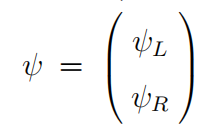 ψ = ( ψ_L
ψ_R )